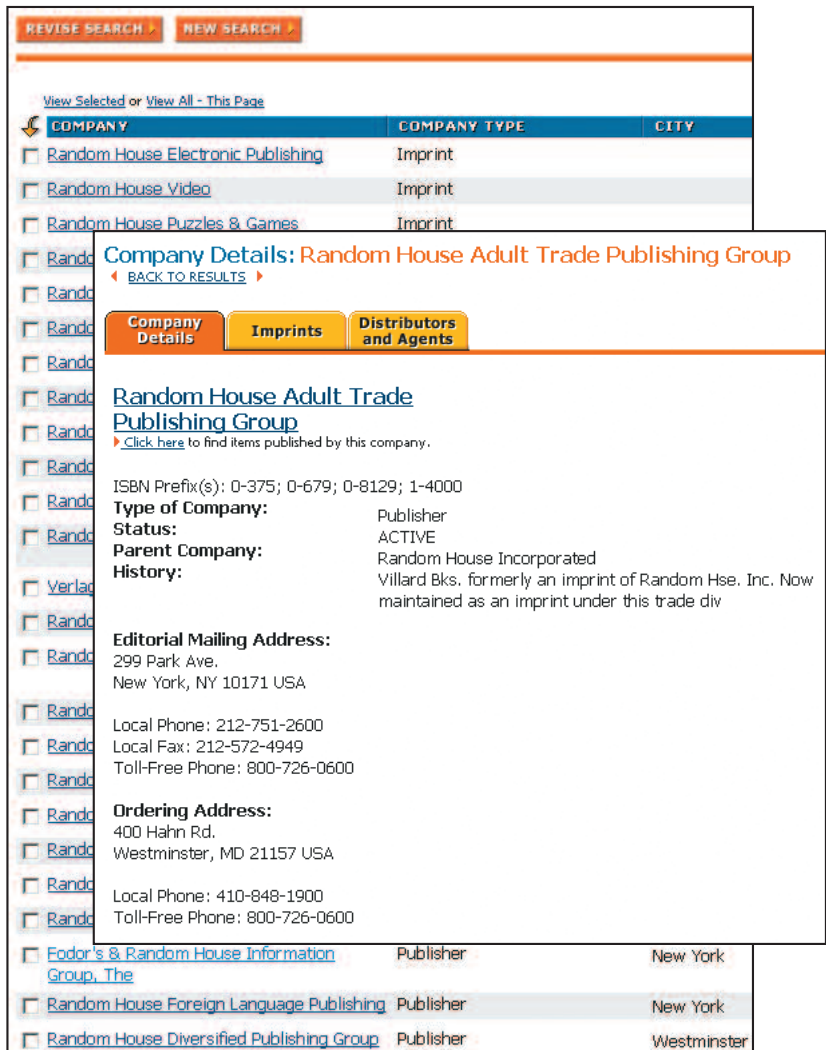 REVISE SEARCH NEW SEARCH
View Selected or View All - This Page
COMPANY COMPANY TYPE CITY
Random House Electronic Publishing Imprint
Random House Video Imprint
Random House Puzzles & Games Imprint
Company Details: Random House Adult Trade Publishing Group
BACK TO RESULTS
Company Details Imprints Distributors and Agents
Random House Adult Trade
Publishing Group
Click here to find items published by this company.
ISBN Prefix(s): 0-375; 0-679; 0-8129; 1-4000
Type of Company: Publisher
Status: ACTIVE
Parent Company: Random House Incorporated
History: Villard Bks. formerly an imprint of Random Hse. Inc. Now
maintained as an imprint under this trade div
Editorial Mailing Address:
299 Park Ave.
New York, NY 10171 USA
Local Phone: 212-751-2600
Local Fax: 212-572-4949
Toll-Free Phone: 800-726-0600
Ordering Address:
400 Hahn Rd.
Westminster, MD 21157 USA
Local Phone: 410-848-1900
Toll-Free Phone: 800-726-0600
Fodor's & Random House Information Publisher New York
Group, The
Random House Foreign Language Publishing Publisher New York
Random House Diversified Publishing Group Publisher Westminster